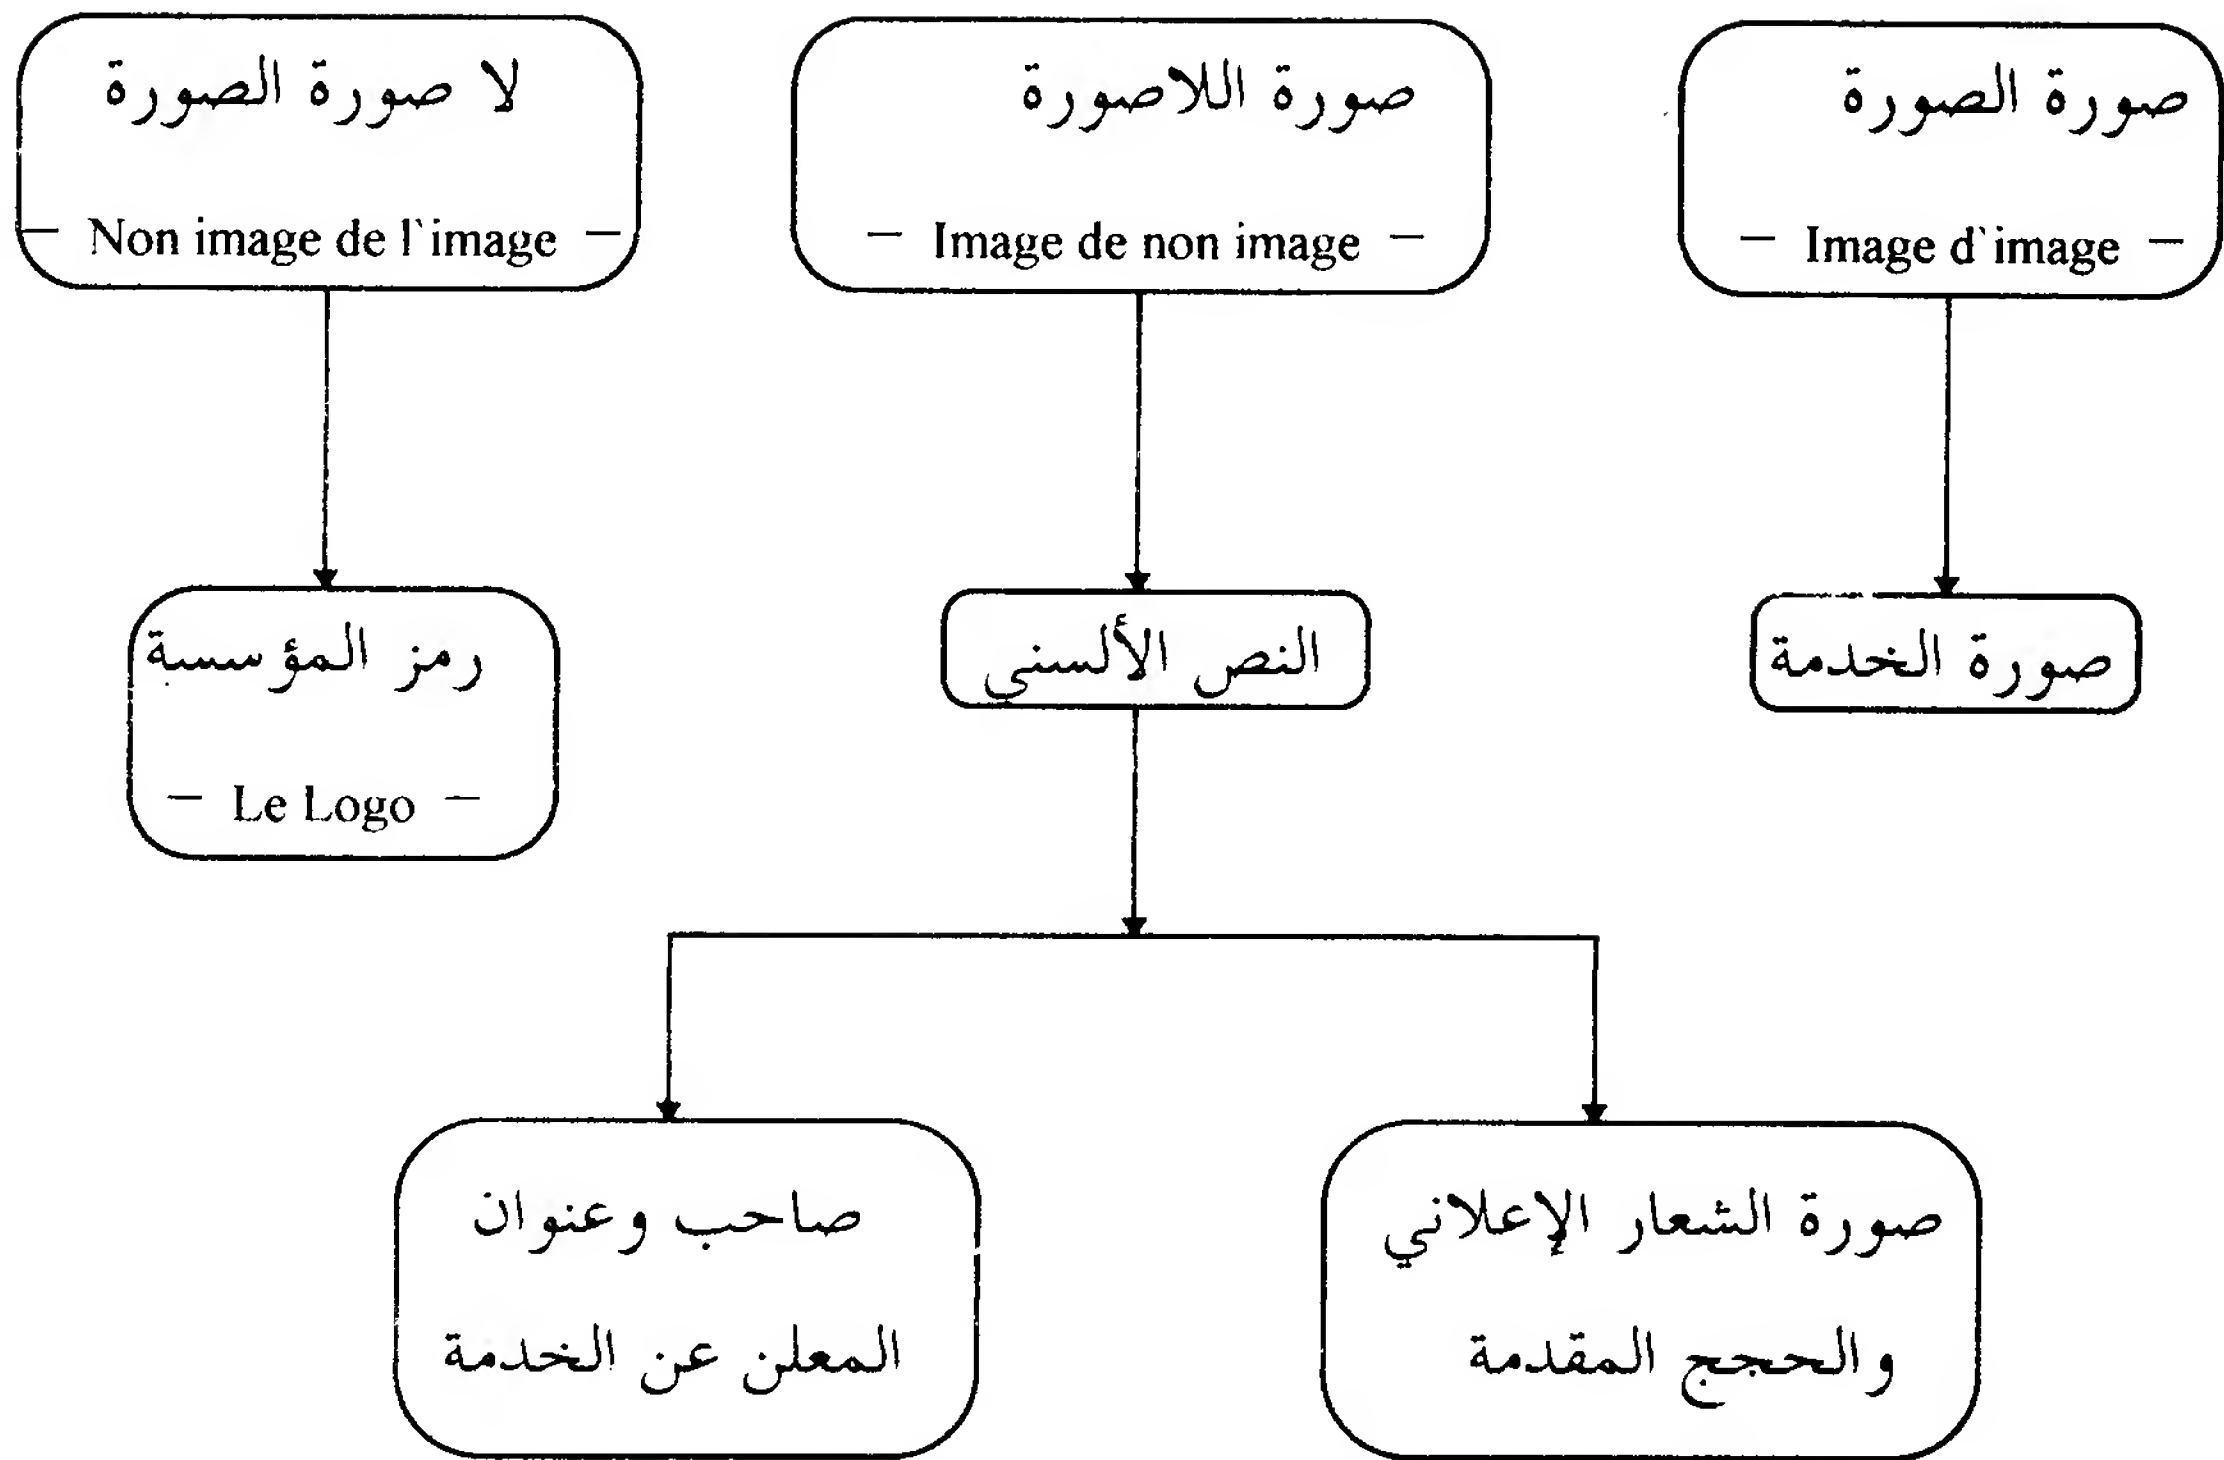 صورة الصورة
– Image d`image –
صورة اللاصورة
– Image de non image –
لا صورة الصورة
– Non image de l`image –
صورة الخدمة
النص الألسني
رمز المؤسسة
– Le Logo –
صورة الشعار الإعلاني
والحجج المقدمة
صاحب وعنوان
المعلن عن الخدمة